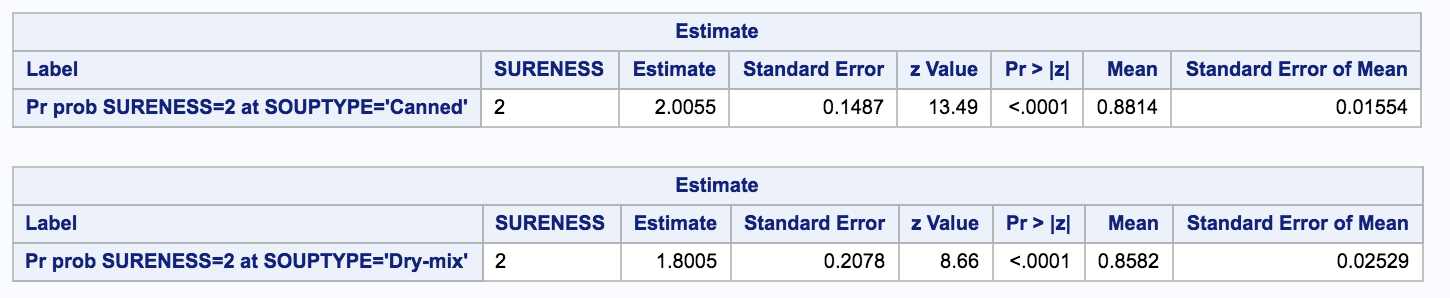 Estimate
Label SURENESS Estimate Standard Error z Value Pr > |z| Mean Standard Error of Mean
Pr prob SURENESS=2 at SOUPTYPE='Canned' 2 2.0055 0.1487 13.49 <.0001 0.8814 0.01554
Estimate
Label SURENESS Estimate Standard Error z Value Pr > |z| Mean Standard Error of Mean
Pr prob SURENESS=2 at SOUPTYPE='Dry-mix' 2 1.8005 0.2078 8.66 <.0001 0.8582 0.02529